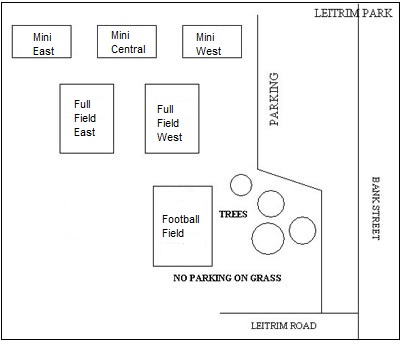 LEITRIM PARK
Mini
East
Mini
Central
Mini
West
PARKING
Full
Field
East
Full
Field
West
BANK STREET
TREES
Football
Field
NO PARKING ON GRASS
LEITRIM ROAD